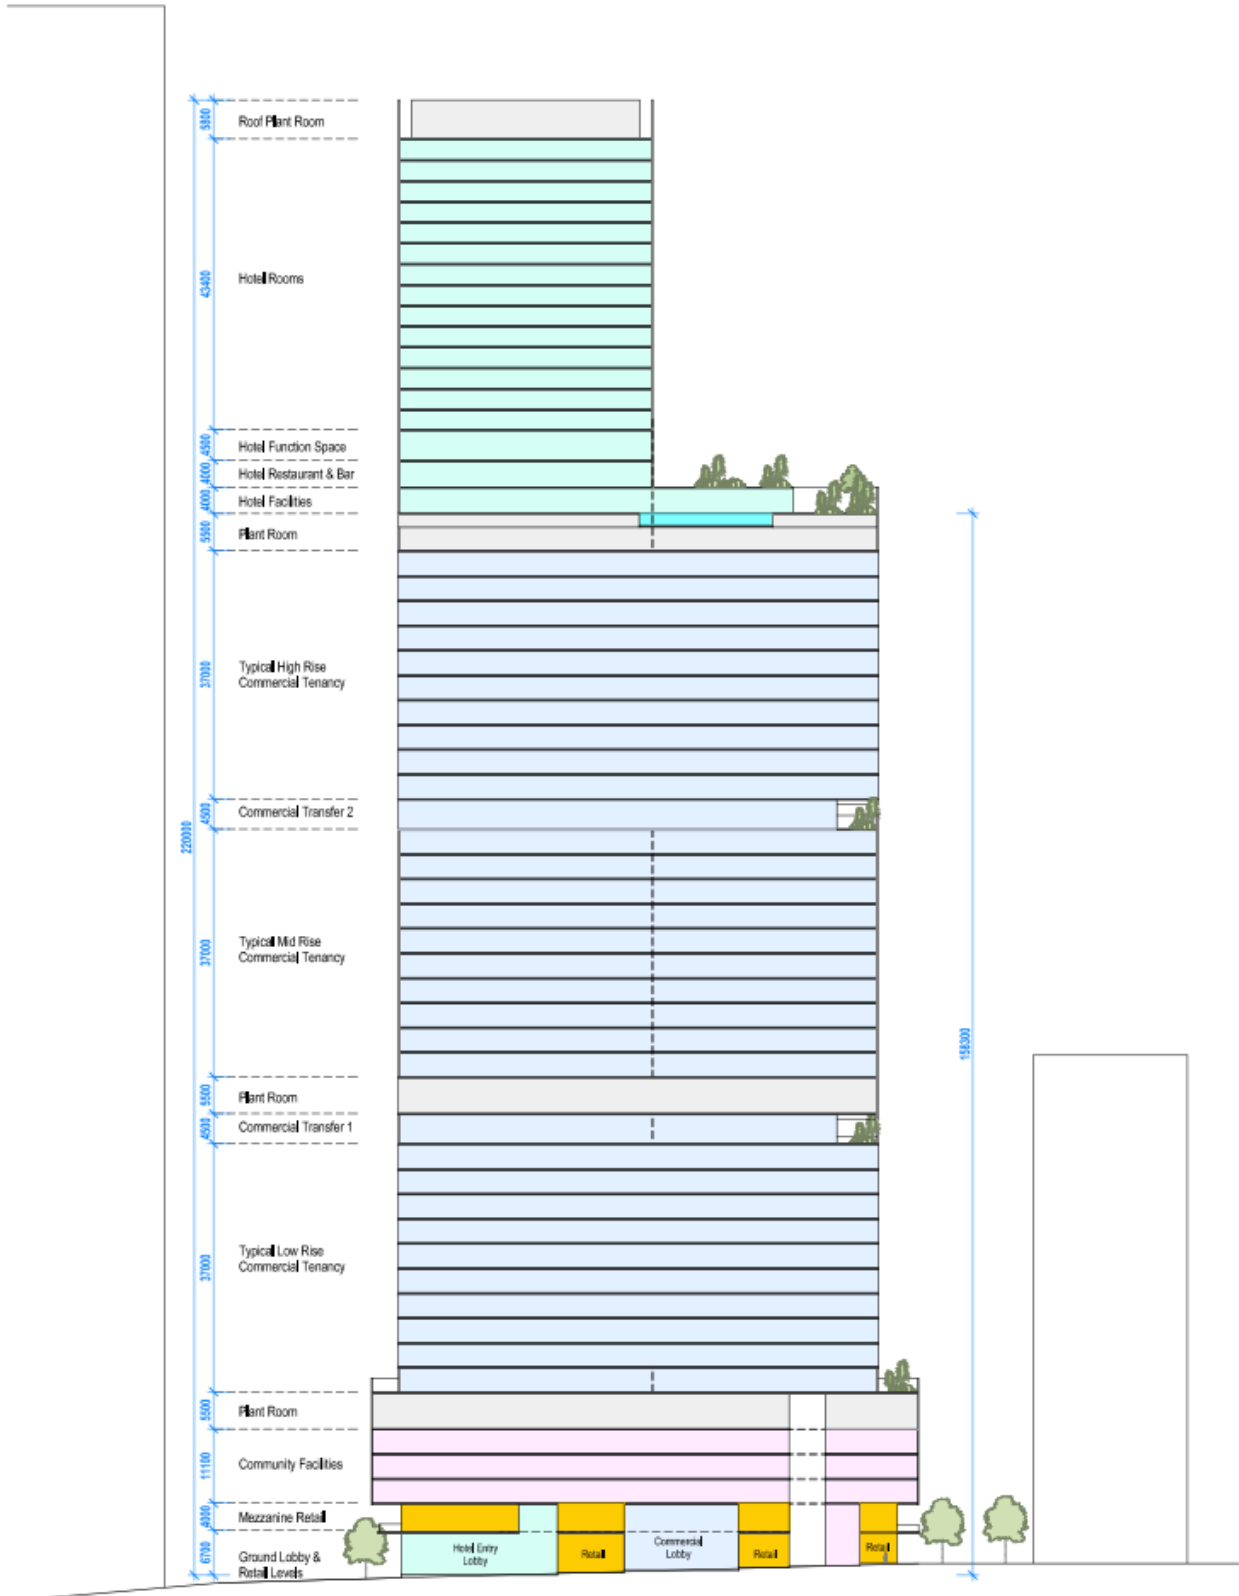 5800
Roof Plant Room
43400
Hotel Rooms
4500
Hotel Function Space
4000
Hotel Restaurant & Bar
4000
Hotel Facilities
5500
Plant Room
37000
Typical High Rise
Commercial Tenancy
4500
Commercial Transfer 2
220000
37000
Typical Mid Rise
Commercial Tenancy
158300
5500
Plant Room
4500
Commercial Transfer 1
37000
Typical Low Rise
Commercial Tenancy
5500
Plant Room
11100
Community Facilities
4000
Mezzanine Retail
6700
Ground Lobby &
Retail Levels
Hotel Entry
Lobby
Retail
Commercial
Lobby
Retail
Retail